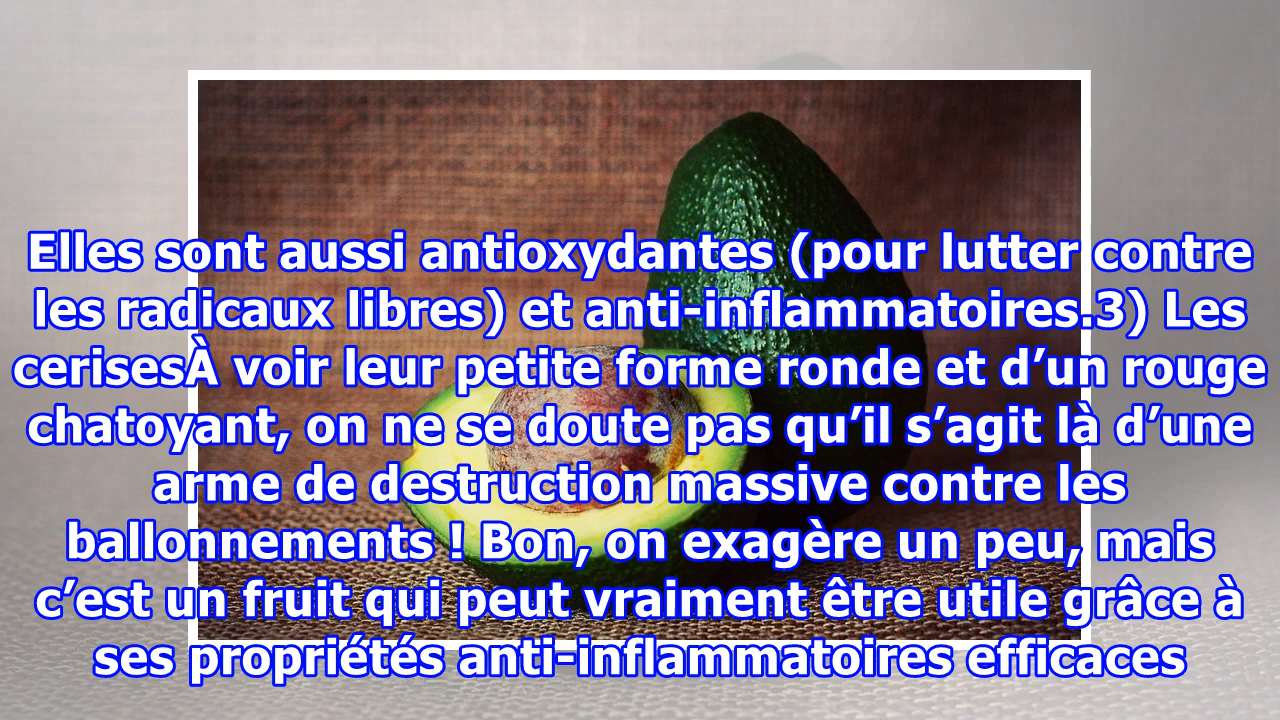 Elles sont aussi antioxydantes (pour lutter contre
les radicaux libres) et anti-inflammatoires.3) Les
cerisesÀ voir leur petite forme ronde et d’un rouge
chatoyant, on ne se doute pas qu’il s’agit là d’une
arme de destruction massive contre les
ballonnements ! Bon, on exagère un peu, mais
c’est un fruit qui peut vraiment être utile grâce à
ses propriétés anti-inflammatoires efficaces